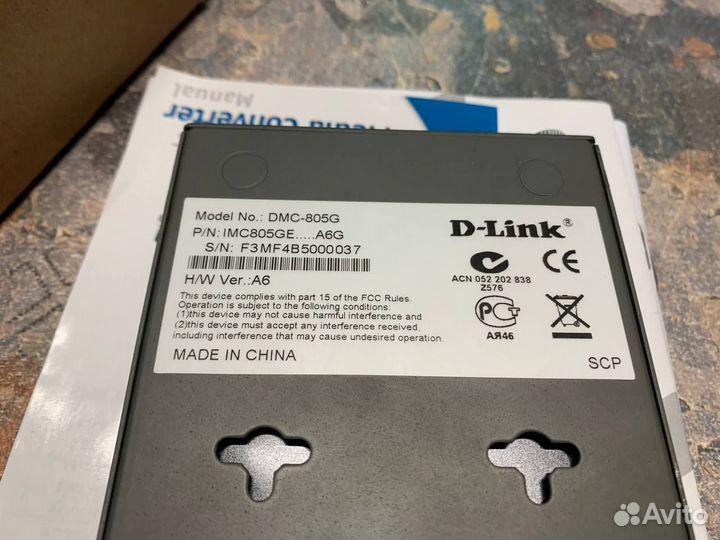 Manual
Media Converter
Model No.: DMC-805G
P/N: IMC805GE.....A6G
S/N: F3MF4B5000037
H/W Ver.:A6
This device complies with part 15 of the FCC Rules.
Operation is subject to the following conditions:
(1)this device may not cause harmful interference and
(2)this device must accept any interference received,
including interference that may cause undesired operation.
MADE IN CHINA
D-Link®
ACN 052 202 838
Z576
CE
РСТ
АЯ46
SCP
Avito